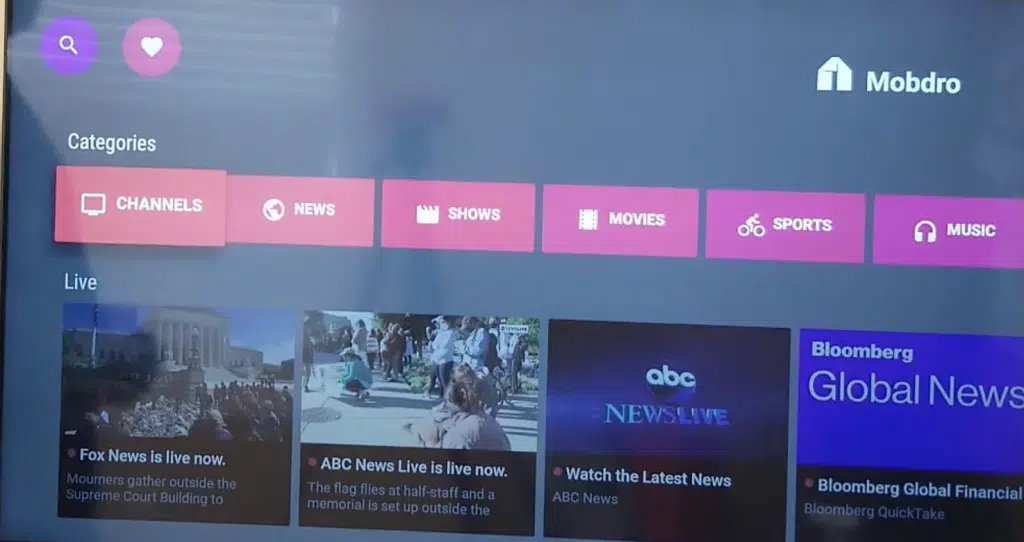 Mobdro
Categories
CHANNELS
NEWS
SHOWS
MOVIES
SPORTS
MUSIC
Live
abc
NEWS LIVE
Bloomberg
Global News
Fox News is live now.
Mourners gather outside the
Supreme Court Building to
ABC News Live is live now.
The flag flies at half-staff and a
memorial is set up outside the
Watch the Latest News
ABC News
Bloomberg Global Financial
Bloomberg QuickTake